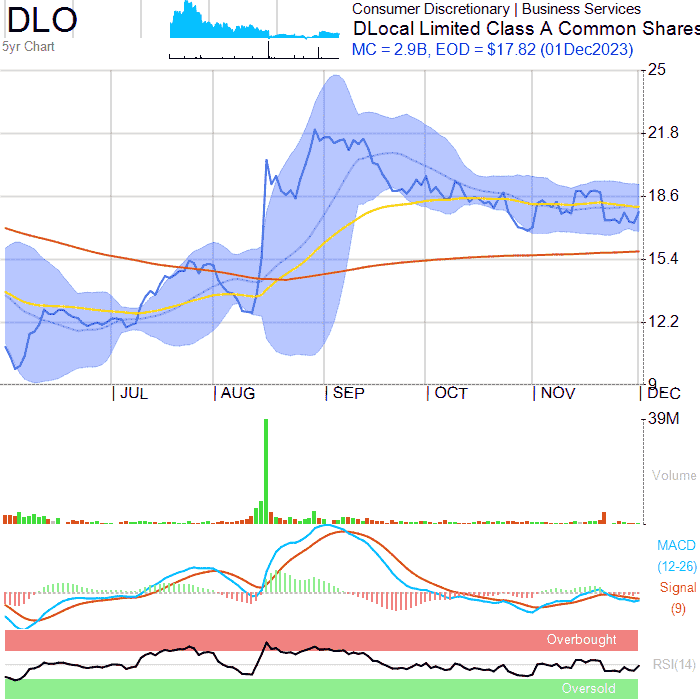 DLO
5yr Chart
Consumer Discretionary | Business Services
DLocal Limited Class A Common Shares
MC = 2.9B, EOD = $17.82 (01Dec2023)
25
21.8
18.6
15.4
12.2
9
JUL
AUG
SEP
OCT
NOV
DEC
39M
Volume
MACD
(12-26)
Signal
(9)
Overbought
RSI(14)
Oversold